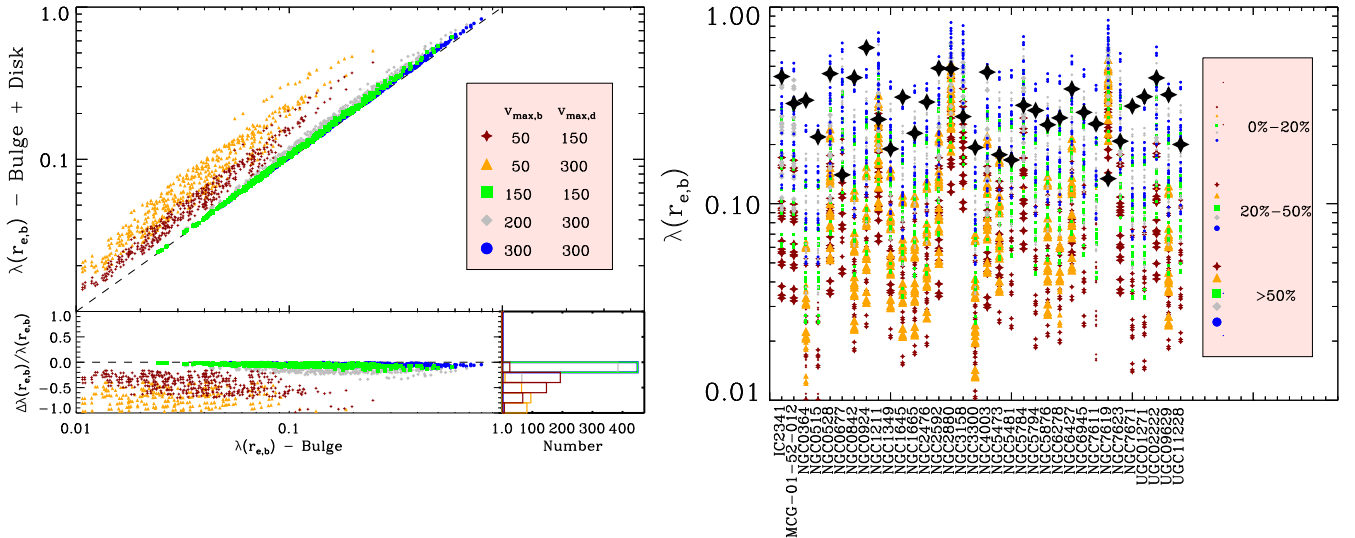 λ(r_e,b) – Bulge + Disk
1.0
0.1
V_max,b V_max,d
50 150
50 300
150 150
200 300
300 300
Δλ(r_e,b)/λ(r_e,b)
1.0
0.5
0.0
−0.5
−1.0
0.01 0.10 1.0
100 200 300 400
λ(r_e,b) – Bulge
Number
λ(r_e,b)
1.00
0.10
0.01
0%−20%
20%−50%
>50%
IC2341
MCG-01-52-012
NGC0364
NGC0515
NGC0528
NGC0677
NGC0842
NGC0924
NGC1211
NGC1349
NGC1645
NGC1665
NGC2476
NGC2592
NGC2880
NGC3158
NGC3300
NGC4003
NGC5473
NGC5481
NGC5784
NGC5794
NGC5876
NGC6278
NGC6427
NGC6945
NGC7611
NGC7619
NGC7623
NGC7671
UGC01271
UGC02222
UGC09629
UGC11228